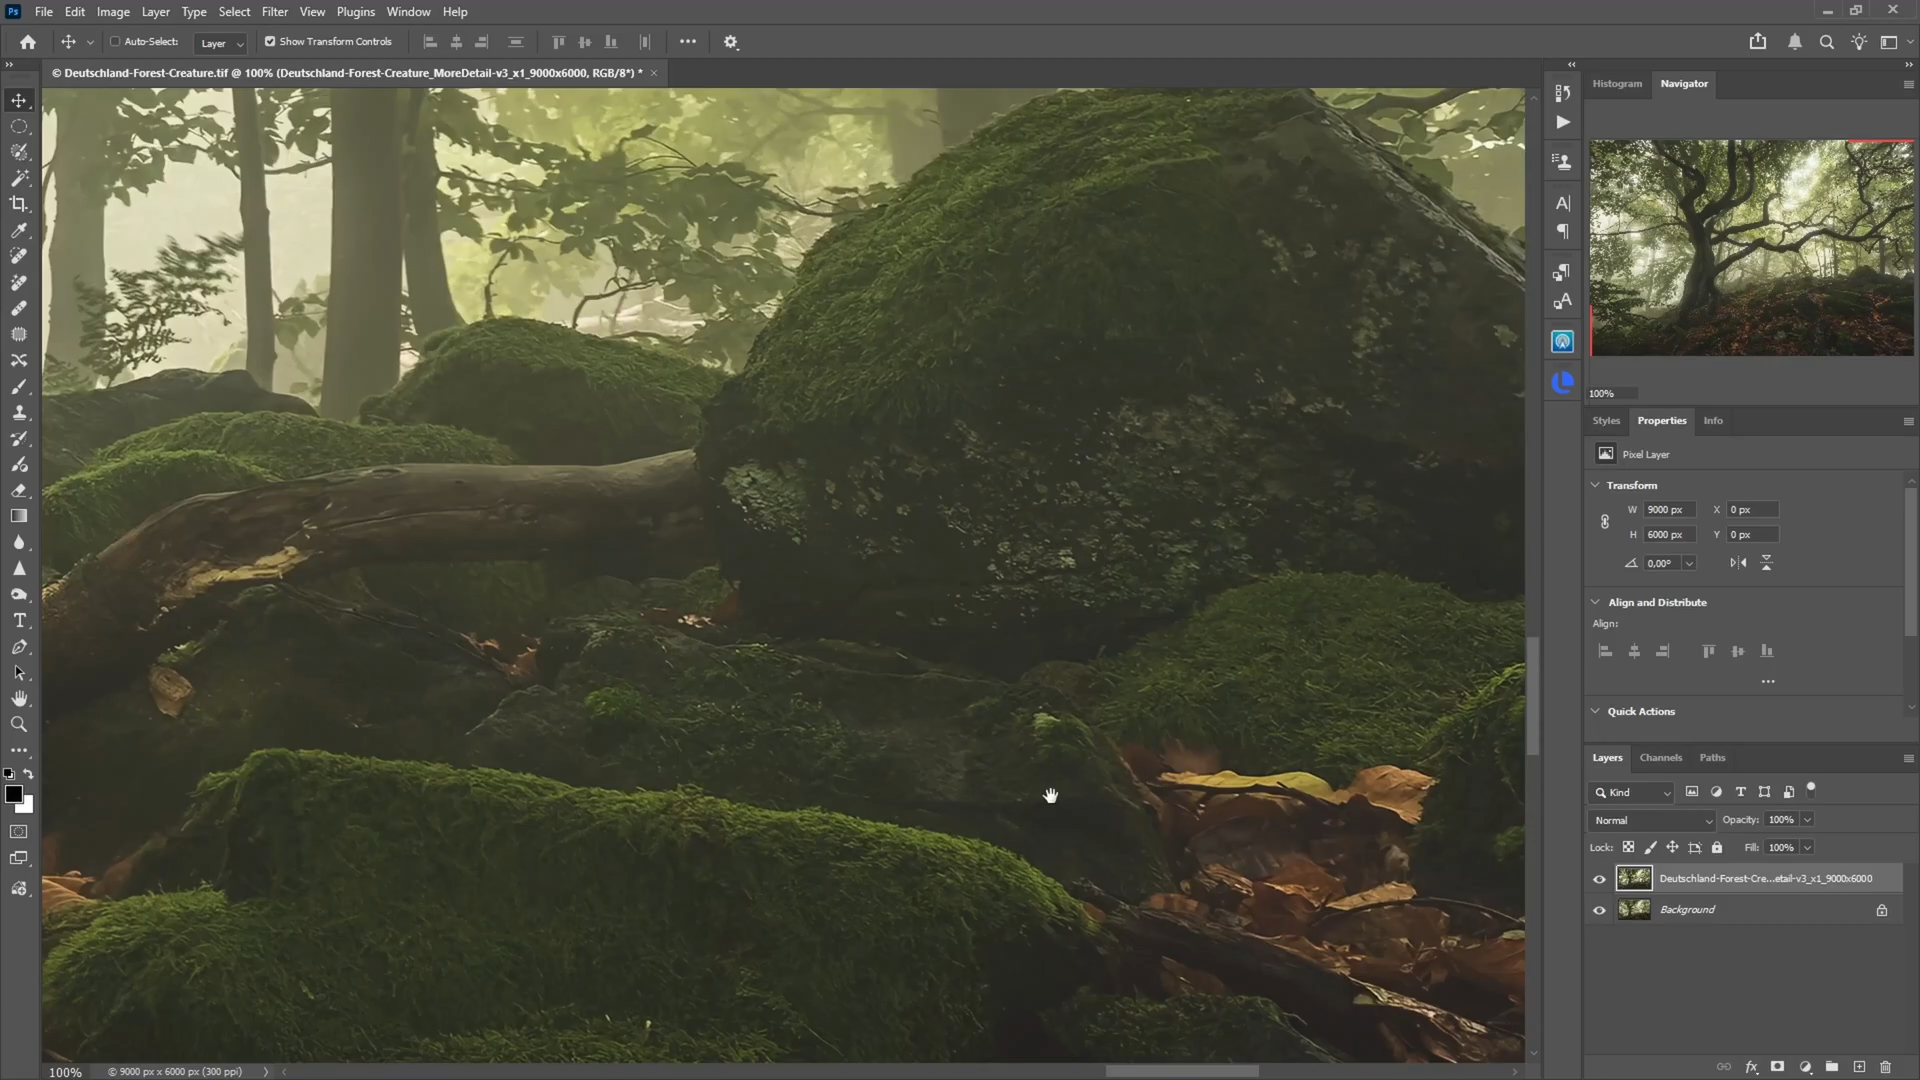 Ps File Edit Image Layer Type Select Filter View Plugins Window Help
Auto-Select: Layer Show Transform Controls
© Deutschland-Forest-Creature.tif @ 100% (Deutschland-Forest-Creature_MoreDetail-v3_x1_9000x6000, RGB/8*) *
Histogram Navigator
100%
Styles Properties Info
Pixel Layer
Transform
W 9000 px X 0 px
H 6000 px Y 0 px
0,00°
Align and Distribute
Align:
Quick Actions
Layers Channels Paths
Kind
Normal Opacity: 100%
Lock: Fill: 100%
Deutschland-Forest-Cre...etail-v3_x1_9000x6000
Background
100% © 9000 px x 6000 px (300 ppi)